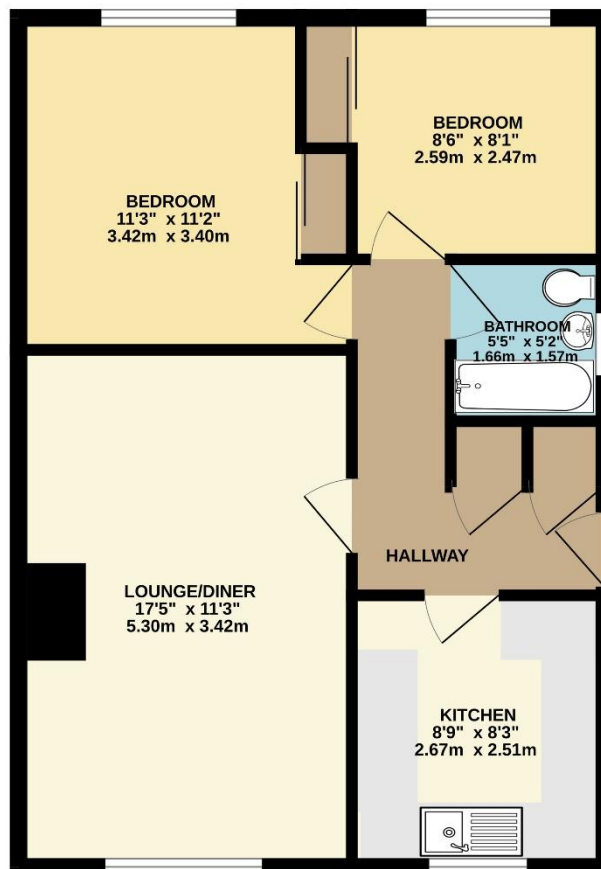 BEDROOM
8'6" x 8'1"
2.59m x 2.47m
BEDROOM
11'3" x 11'2"
3.42m x 3.40m
BATHROOM
5'5" x 5'2"
1.66m x 1.57m
HALLWAY
LOUNGE/DINER
17'5" x 11'3"
5.30m x 3.42m
KITCHEN
8'9" x 8'3"
2.67m x 2.51m